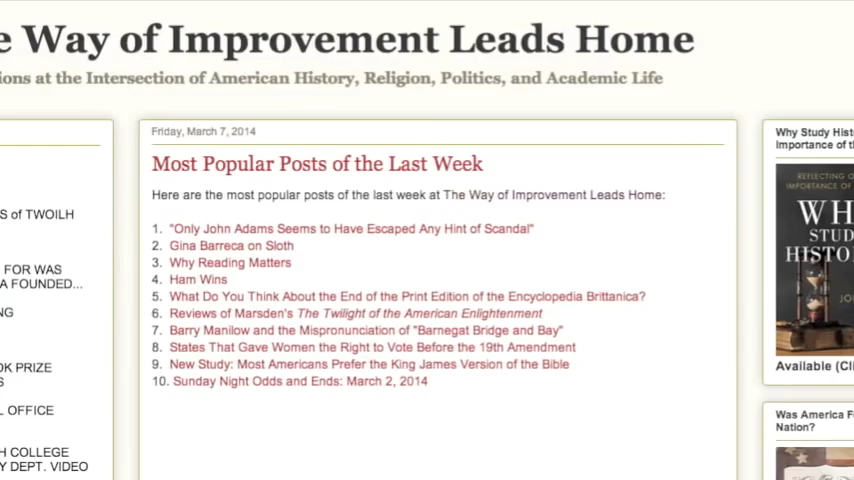 Way of Improvement Leads Home
at the Intersection of American History, Religion, Politics, and Academic Life
Friday, March 7, 2014
Most Popular Posts of the Last Week
Here are the most popular posts of the last week at The Way of Improvement Leads Home:
1. "Only John Adams Seems to Have Escaped Any Hint of Scandal"
2. Gina Barreca on Sloth
3. Why Reading Matters
4. Ham Wins
5. What Do You Think About the End of the Print Edition of the Encyclopedia Brittanica?
6. Reviews of Marsden's The Twilight of the American Enlightenment
7. Barry Manilow and the Mispronunciation of "Barnegat Bridge and Bay"
8. States That Gave Women the Right to Vote Before the 19th Amendment
9. New Study: Most Americans Prefer the King James Version of the Bible
10. Sunday Night Odds and Ends: March 2, 2014
of TWOILH
FOR WAS
A FOUNDED...
PRIZE
OFFICE
COLLEGE
DEPT. VIDEO
Why Study
Importance of
REFLECTING
IMPORTANCE OF
STUD
HISTO
Available
Was America
Nation?